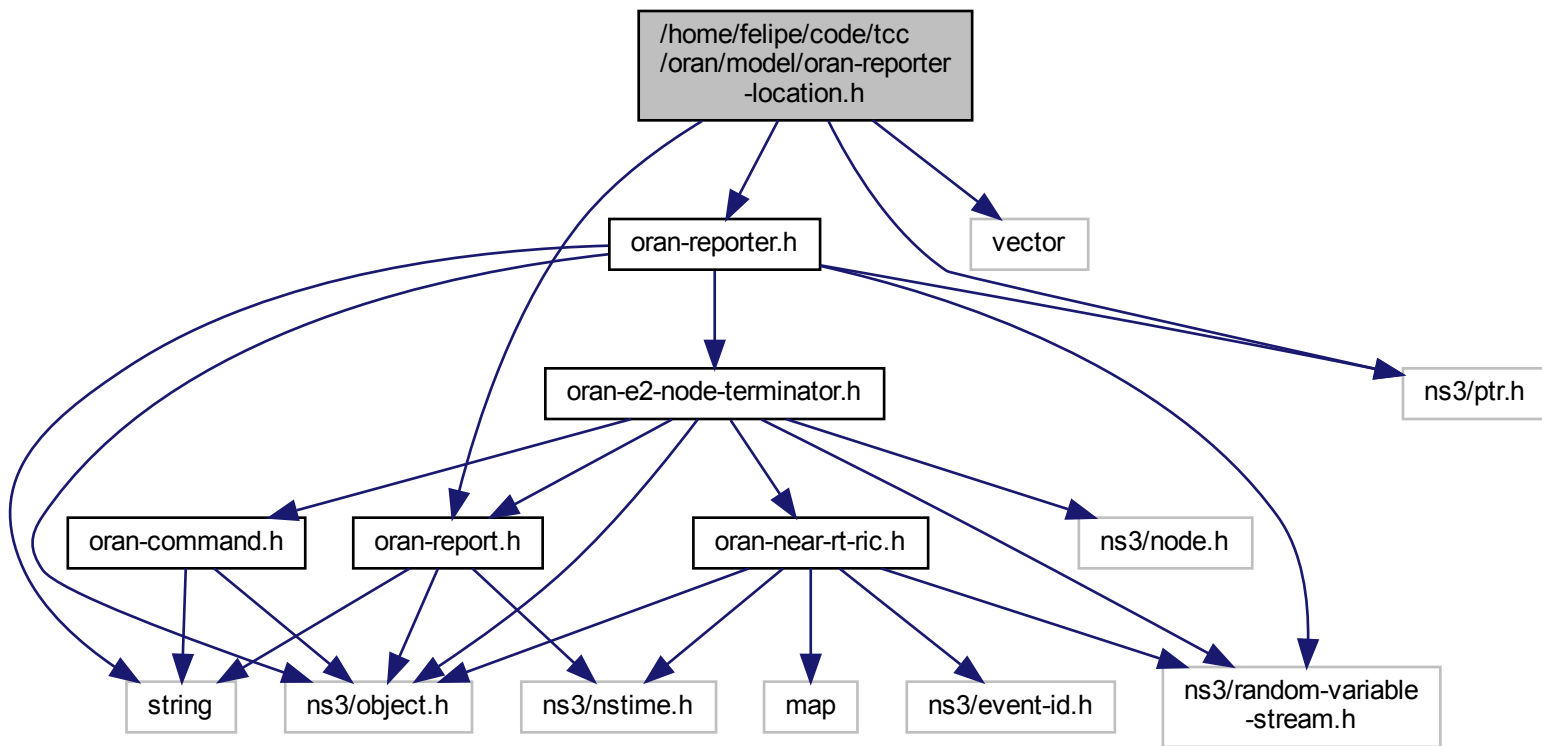 /home/felipe/code/tcc
/oran/model/oran-reporter
-location.h
oran-reporter.h
vector
oran-e2-node-terminator.h
ns3/ptr.h
oran-command.h
oran-report.h
oran-near-rt-ric.h
ns3/node.h
string
ns3/object.h
ns3/nstime.h
map
ns3/event-id.h
ns3/random-variable
-stream.h